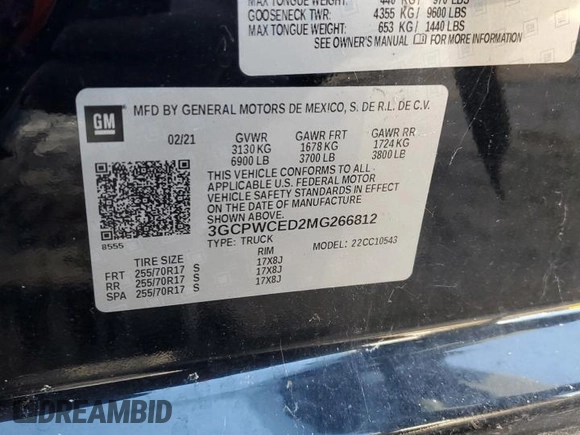 MAX TONGUE WEIGHT: 440 KG/ 970 LBS
GOOSENECK TWR: 4355 KG/ 9600 LBS
MAX TONGUE WEIGHT: 653 KG/ 1440 LBS
SEE OWNER'S MANUAL FOR MORE INFORMATION
GM
MFD BY GENERAL MOTORS DE MEXICO, S. DE R.L. DE C.V.
02/21 GVWR GAWR FRT GAWR RR
3130 KG 1678 KG 1724 KG
6900 LB 3700 LB 3800 LB
THIS VEHICLE CONFORMS TO ALL
APPLICABLE U.S. FEDERAL MOTOR
VEHICLE SAFETY STANDARDS IN EFFECT ON
THE DATE OF MANUFACTURE SHOWN ABOVE.
3GCPWCED2MG266812
8555
TYPE: TRUCK MODEL: 22CC10543
TIRE SIZE RIM
FRT 255/70R17 S 17X8J
RR 255/70R17 S 17X8J
SPA 255/70R17 S 17X8J
DREAMBID